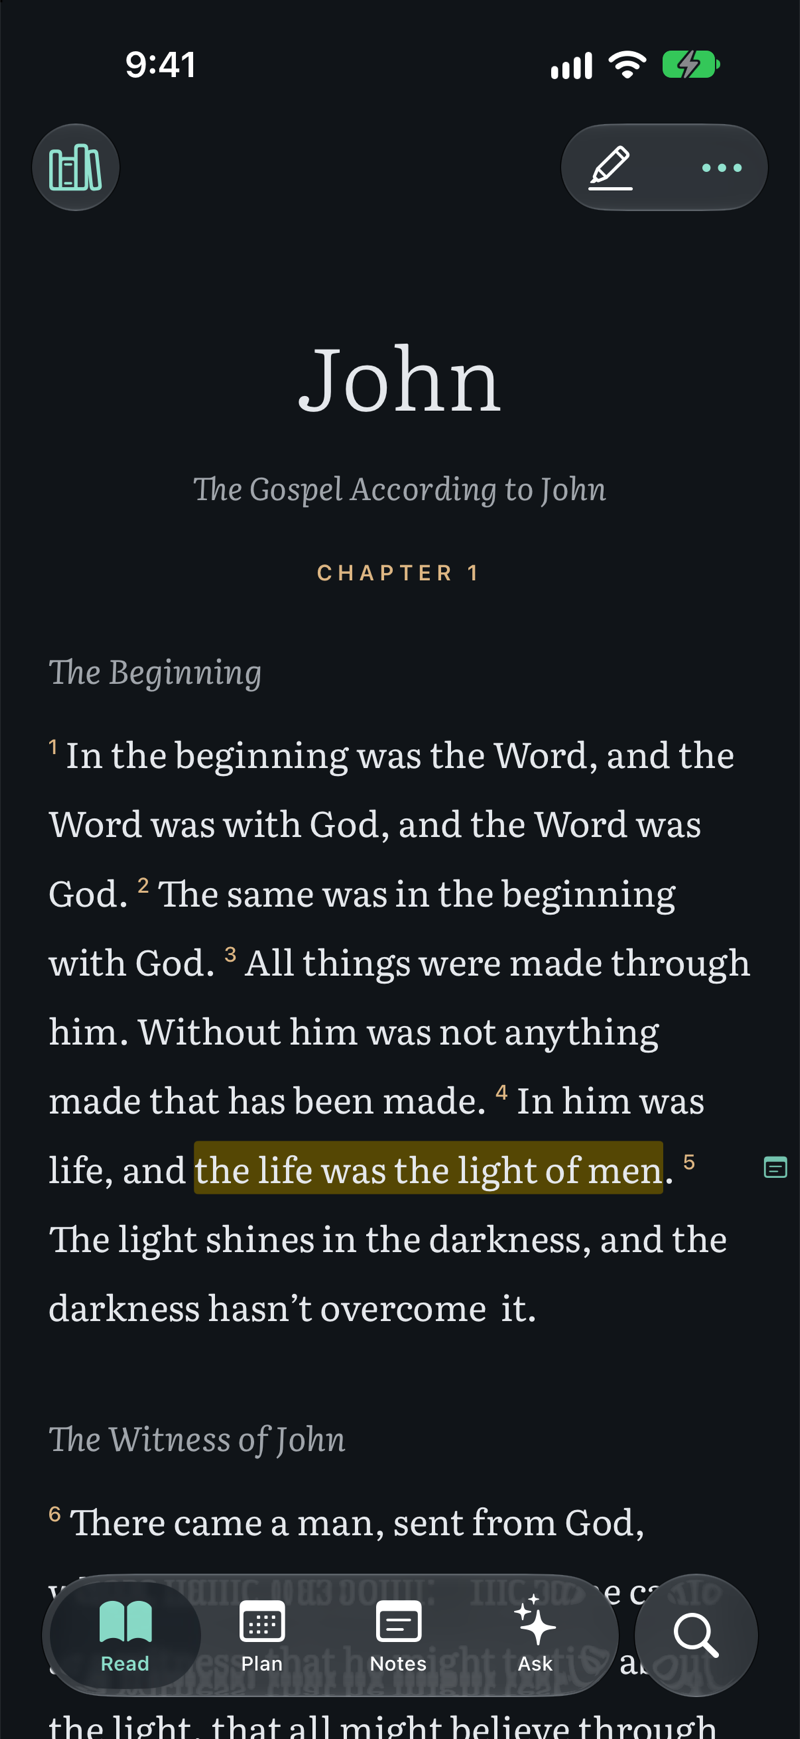 9:41
John
The Gospel According to John
CHAPTER 1
The Beginning
1 In the beginning was the Word, and the
Word was with God, and the Word was
God. 2 The same was in the beginning
with God. 3 All things were made through
him. Without him was not anything
made that has been made. 4 In him was
life, and the life was the light of men. 5
The light shines in the darkness, and the
darkness hasn’t overcome it.
The Witness of John
6 There came a man, sent from God,
Read
Plan
Notes
Ask
the light, that all might believe through